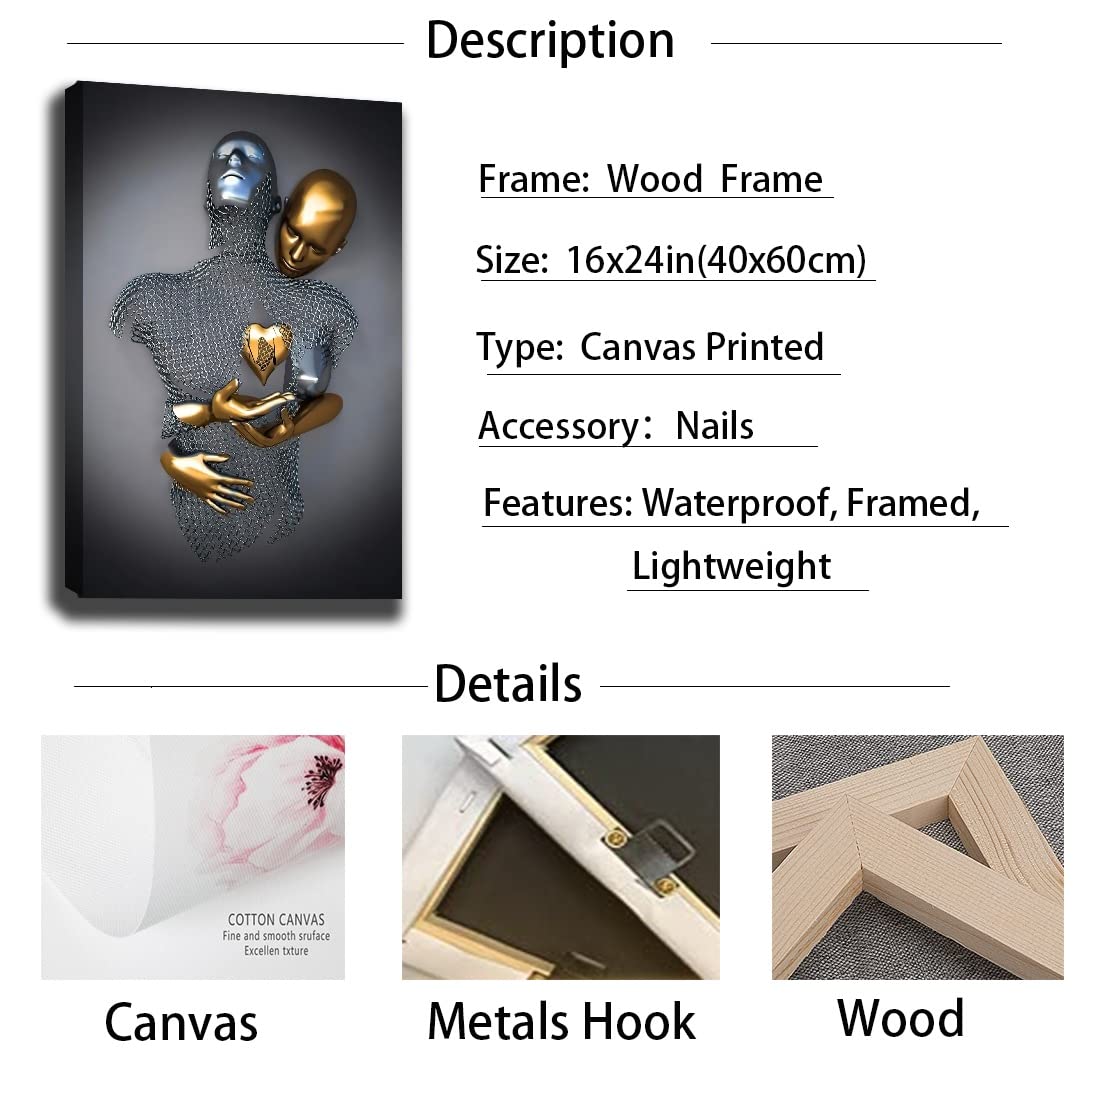 Description
Frame: Wood Frame
Size: 16x24in(40x60cm)
Type: Canvas Printed
Accessory: Nails
Features: Waterproof, Framed,
Lightweight
Details
COTTON CANVAS
Fine and smooth sruface
Excellen txture
Canvas
Metals Hook
Wood